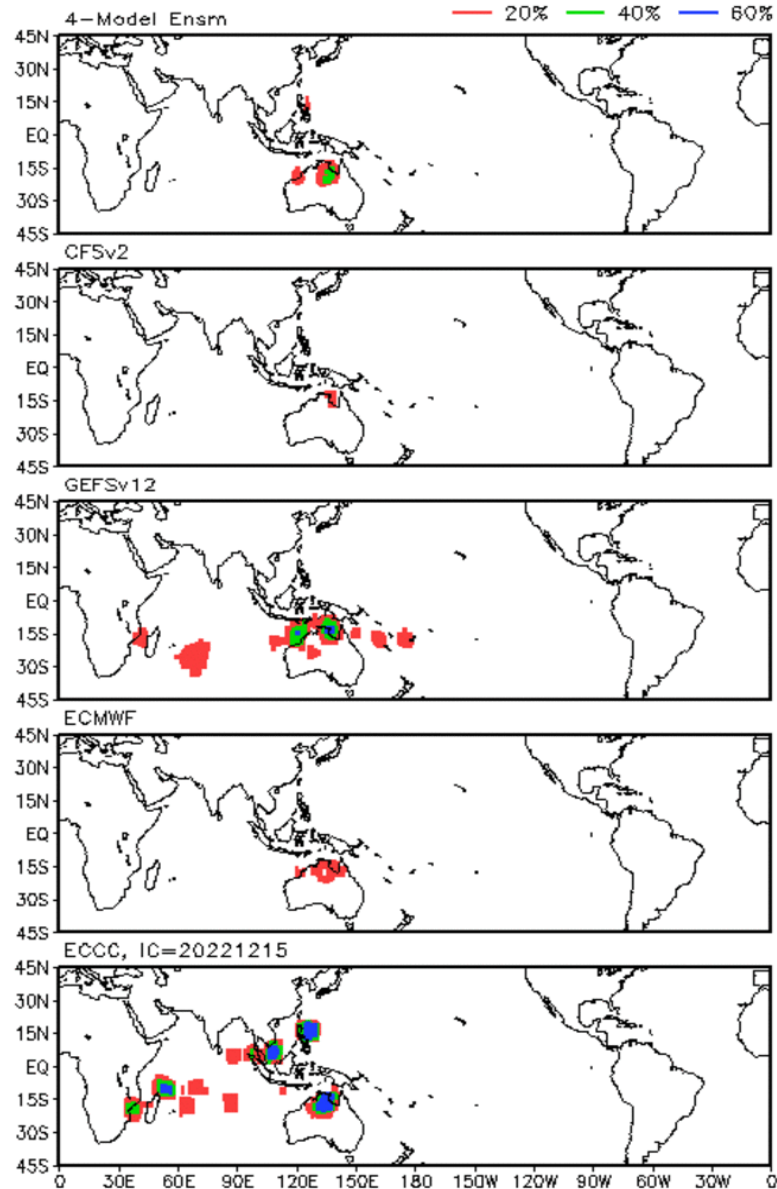 4-Model Ensm 20% 40% 60%
45N
30N
15N
EQ
15S
30S
45S
CFSv2
45N
30N
15N
EQ
15S
30S
45S
GEFSv12
45N
30N
15N
EQ
15S
30S
45S
ECMWF
45N
30N
15N
EQ
15S
30S
45S
ECCC, IC=20221215
45N
30N
15N
EQ
15S
30S
45S
0 30E 60E 90E 120E 150E 180 150W 120W 90W 60W 30W 0